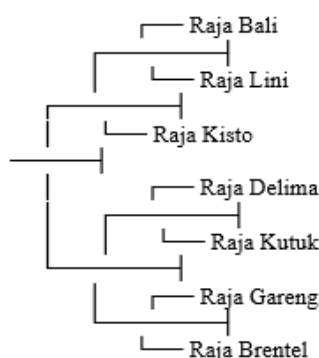 Raja Bali
Raja Lini
Raja Kisto
Raja Delima
Raja Kutuk
Raja Gareng
Raja Brentel